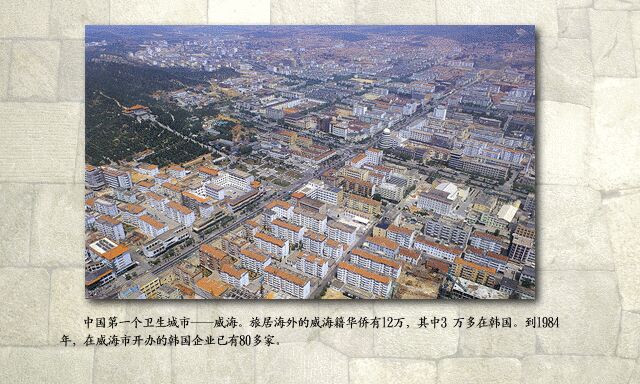 中国第一个卫生城市——威海。旅居海外的威海籍华侨有12万，其中3 万多在韩国。到1984
年，在威海市开办的韩国企业已有80多家。